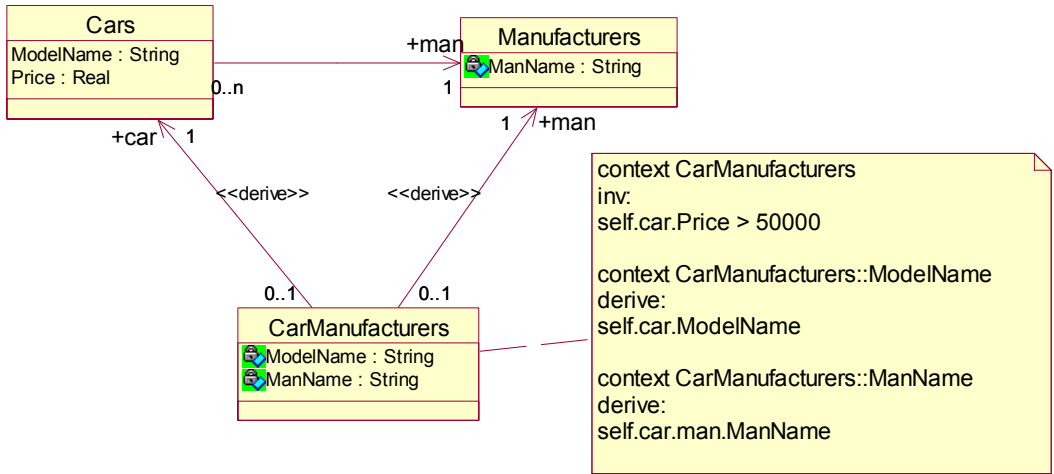 Cars
ModelName : String
Price : Real
+man
0..n
1
Manufacturers
ManName : String
+car
1
1
+man
<<derive>>
<<derive>>
0..1
0..1
CarManufacturers
ModelName : String
ManName : String
context CarManufacturers
inv:
self.car.Price > 50000
context CarManufacturers::ModelName
derive:
self.car.ModelName
context CarManufacturers::ManName
derive:
self.car.man.ManName